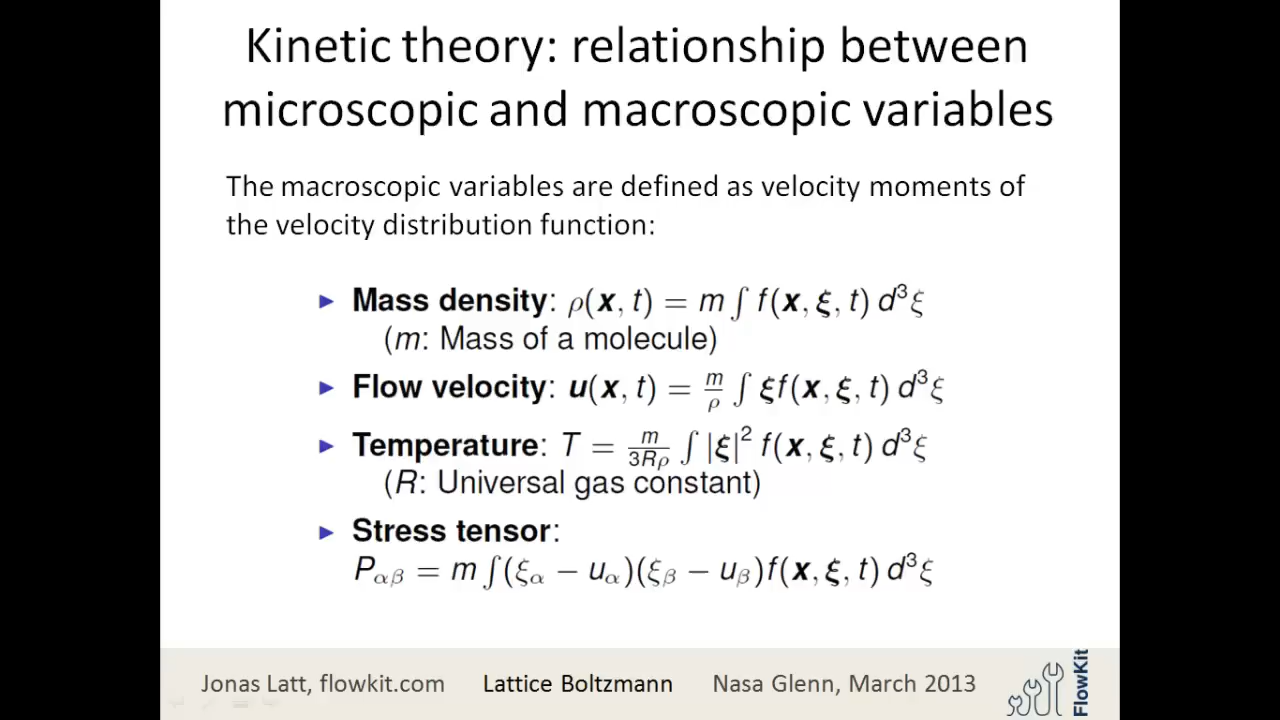 Kinetic theory: relationship between
microscopic and macroscopic variables
The macroscopic variables are defined as velocity moments of
the velocity distribution function:
▶ Mass density: ρ(x, t) = m ∫ f(x, ξ, t) d³ξ
(m: Mass of a molecule)
▶ Flow velocity: u(x, t) = m/ρ ∫ ξf(x, ξ, t) d³ξ
▶ Temperature: T = m/3Rρ ∫ |ξ|² f(x, ξ, t) d³ξ
(R: Universal gas constant)
▶ Stress tensor:
Pαβ = m ∫(ξα − uα)(ξβ − uβ)f(x, ξ, t) d³ξ
Jonas Latt, flowkit.com Lattice Boltzmann Nasa Glenn, March 2013
FlowKit